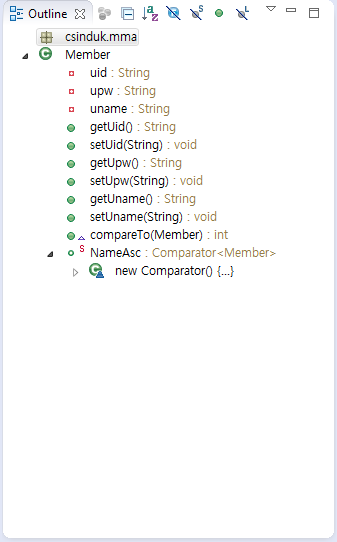 Outline
csinduk.mma
Member
uid : String
upw : String
uname : String
getUid() : String
setUid(String) : void
getUpw() : String
setUpw(String) : void
getUname() : String
setUname(String) : void
compareTo(Member) : int
S NameAsc : Comparator<Member>
new Comparator() {...}